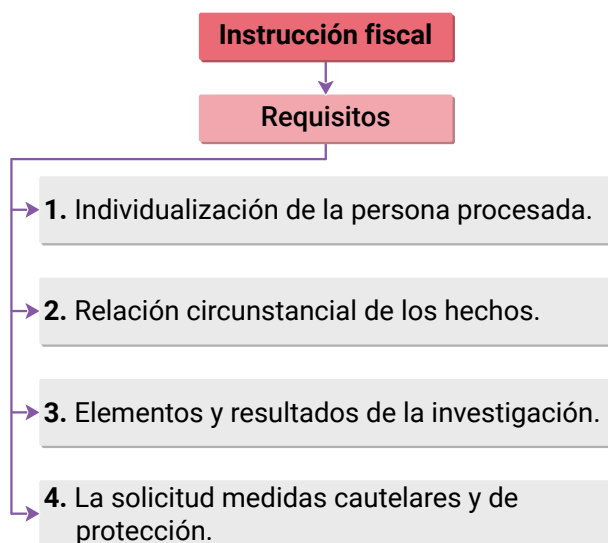 Instrucción fiscal
Requisitos
1. Individualización de la persona procesada.
2. Relación circunstancial de los hechos.
3. Elementos y resultados de la investigación.
4. La solicitud medidas cautelares y de
protección.